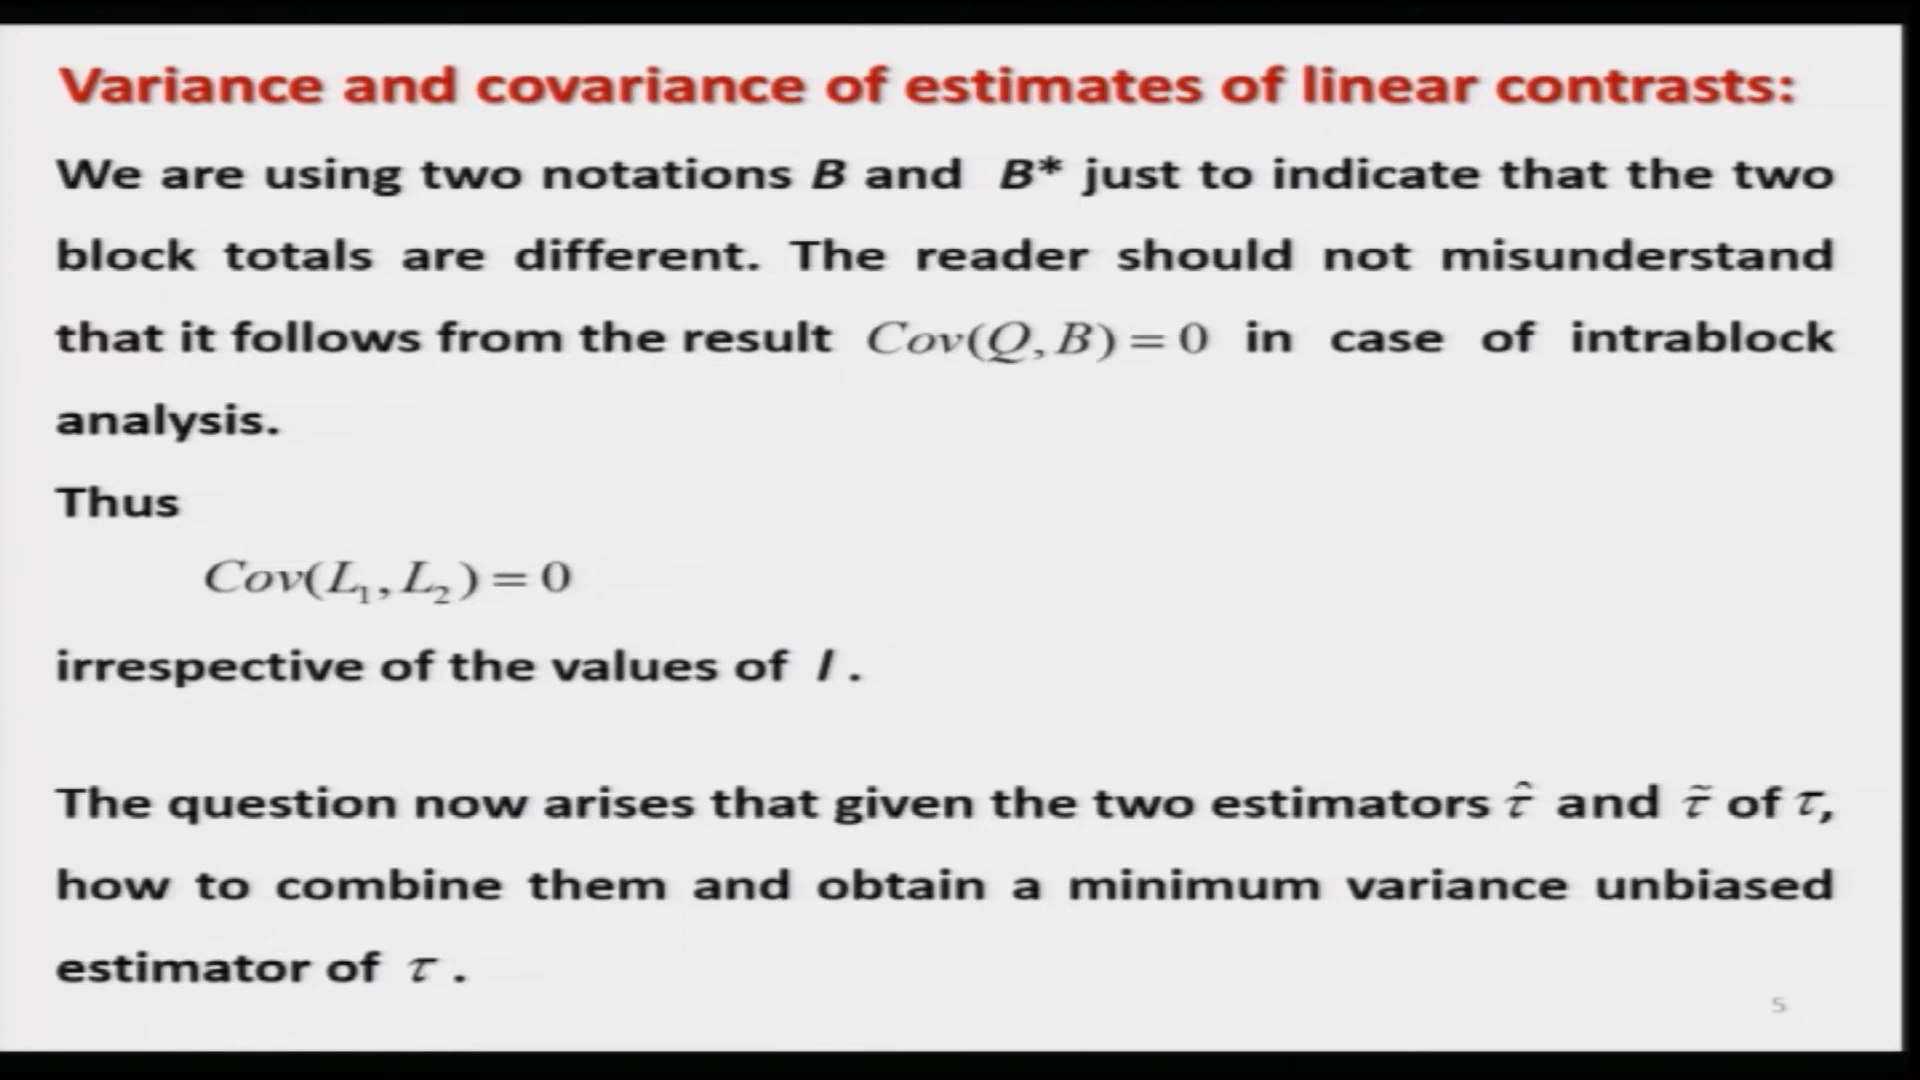 Variance and covariance of estimates of linear contrasts:
We are using two notations B and B* just to indicate that the two
block totals are different. The reader should not misunderstand
that it follows from the result Cov(Q, B) = 0 in case of intrablock
analysis.
Thus
Cov(L₁, L₂) = 0
irrespective of the values of l .
The question now arises that given the two estimators τ̂ and τ̃ of τ,
how to combine them and obtain a minimum variance unbiased
estimator of τ .
5